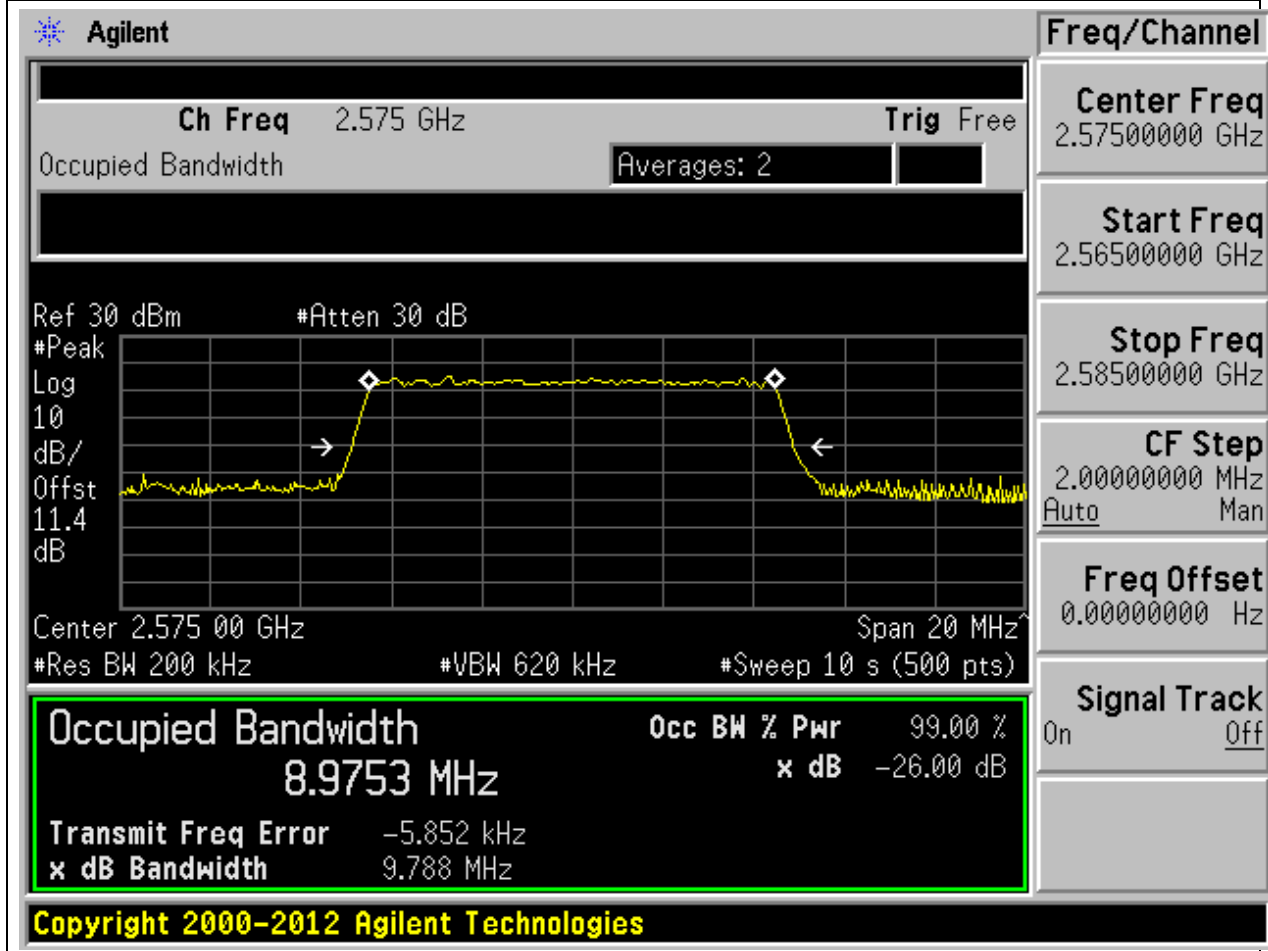 Agilent
Freq/Channel
Ch Freq 2.575 GHz Trig Free
Occupied Bandwidth Averages: 2
Center Freq
2.57500000 GHz
Start Freq
2.56500000 GHz
Stop Freq
2.58500000 GHz
CF Step
2.00000000 MHz
Auto Man
Freq Offset
0.00000000 Hz
Signal Track
On Off
Ref 30 dBm #Atten 30 dB
#Peak
Log
10
dB/
Offst
11.4
dB
Center 2.575 00 GHz Span 20 MHz^
#Res BW 200 kHz #VBW 620 kHz #Sweep 10 s (500 pts)
Occupied Bandwidth Occ BW % Pwr 99.00 %
8.9753 MHz x dB -26.00 dB
Transmit Freq Error -5.852 kHz
x dB Bandwidth 9.788 MHz
Copyright 2000-2012 Agilent Technologies